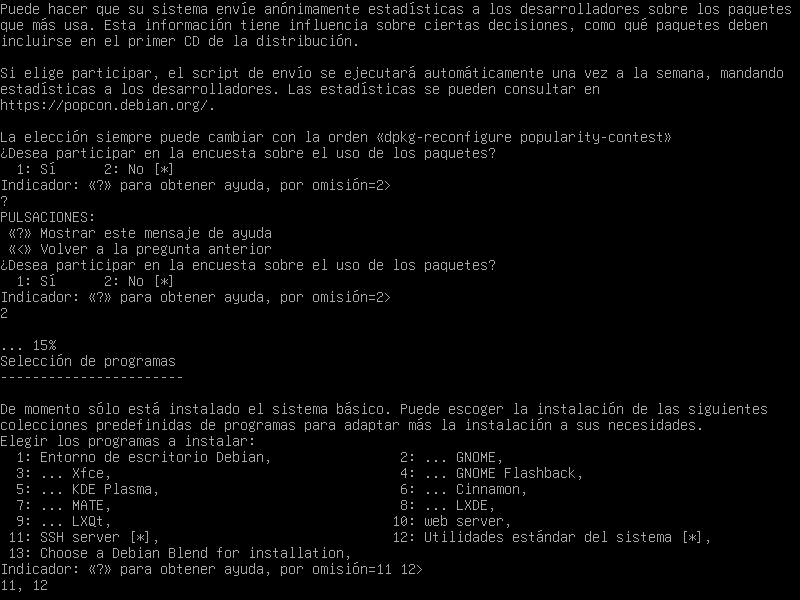 Puede hacer que su sistema envíe anónimamente estadísticas a los desarrolladores sobre los paquetes
que más usa. Esta información tiene influencia sobre ciertas decisiones, como qué paquetes deben
incluirse en el primer CD de la distribución.
Si elige participar, el script de envío se ejecutará automáticamente una vez a la semana, mandando
estadísticas a los desarrolladores. Las estadísticas se pueden consultar en
https://popcon.debian.org/.
La elección siempre puede cambiar con la orden «dpkg-reconfigure popularity-contest»
¿Desea participar en la encuesta sobre el uso de los paquetes?
  1: Sí      2: No [*]
Indicador: «?» para obtener ayuda, por omisión=2>
?
PULSACIONES:
 «?» Mostrar este mensaje de ayuda
 «<» Volver a la pregunta anterior
¿Desea participar en la encuesta sobre el uso de los paquetes?
  1: Sí      2: No [*]
Indicador: «?» para obtener ayuda, por omisión=2>
2
... 15%
Selección de programas
-----------------------
De momento sólo está instalado el sistema básico. Puede escoger la instalación de las siguientes
colecciones predefinidas de programas para adaptar más la instalación a sus necesidades.
Elegir los programas a instalar:
  1: Entorno de escritorio Debian,               2: ... GNOME,
  3: ... Xfce,                                   4: ... GNOME Flashback,
  5: ... KDE Plasma,                             6: ... Cinnamon,
  7: ... MATE,                                   8: ... LXDE,
  9: ... LXQt,                                  10: web server,
 11: SSH server [*],                            12: Utilidades estándar del sistema [*],
 13: Choose a Debian Blend for installation,
Indicador: «?» para obtener ayuda, por omisión=11 12>
11, 12